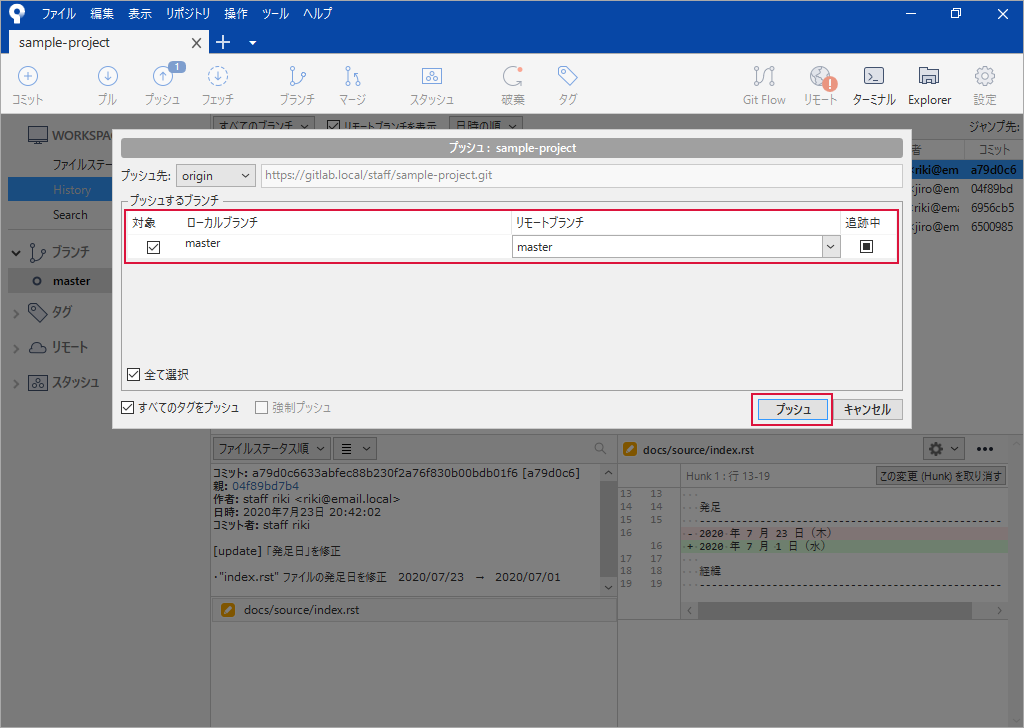 ファイル 編集 表示 リポジトリ 操作 ツール ヘルプ
sample-project
コミット プル プッシュ 1 フェッチ ブランチ マージ スタッシュ 破棄 タグ Git Flow リモート ! ターミナル Explorer 設定
すべてのブランチ リモートブランチを表示 日時の順 ジャンプ先:
WORKSPA
ファイルステー
History
Search
ブランチ
master
タグ
リモート
スタッシュ
者 コミット
<riki@em a79d0c6
<jiro@em 04f89bd
<riki@em 6956cb5
<jiro@em 6500985
プッシュ : sample-project
プッシュ先: origin https://gitlab.local/staff/sample-project.git
プッシュするブランチ
対象 ローカルブランチ リモートブランチ 追跡中
master master
全て選択
すべてのタグをプッシュ 強制プッシュ プッシュ キャンセル
ファイルステータス順
コミット: a79d0c6633abfec88b230f2a76f830b00bdb01f6 [a79d0c6]
親: 04f89bd7b4
作者: staff riki <riki@email.local>
日時: 2020年7月23日 20:42:02
コミット者: staff riki
[update] 「発足日」を修正
・"index.rst" ファイルの発足日を修正 2020/07/23 → 2020/07/01
docs/source/index.rst
docs/source/index.rst
Hunk 1 : 行 13-19 この変更 (Hunk) を取り消す
13 13
14 14 発足
15 15 ----------------------------------------
16 - 2020 年 7 月 23 日 (木)
16 + 2020 年 7 月 1 日 (水)
17 17
18 18 経緯
19 19 ----------------------------------------